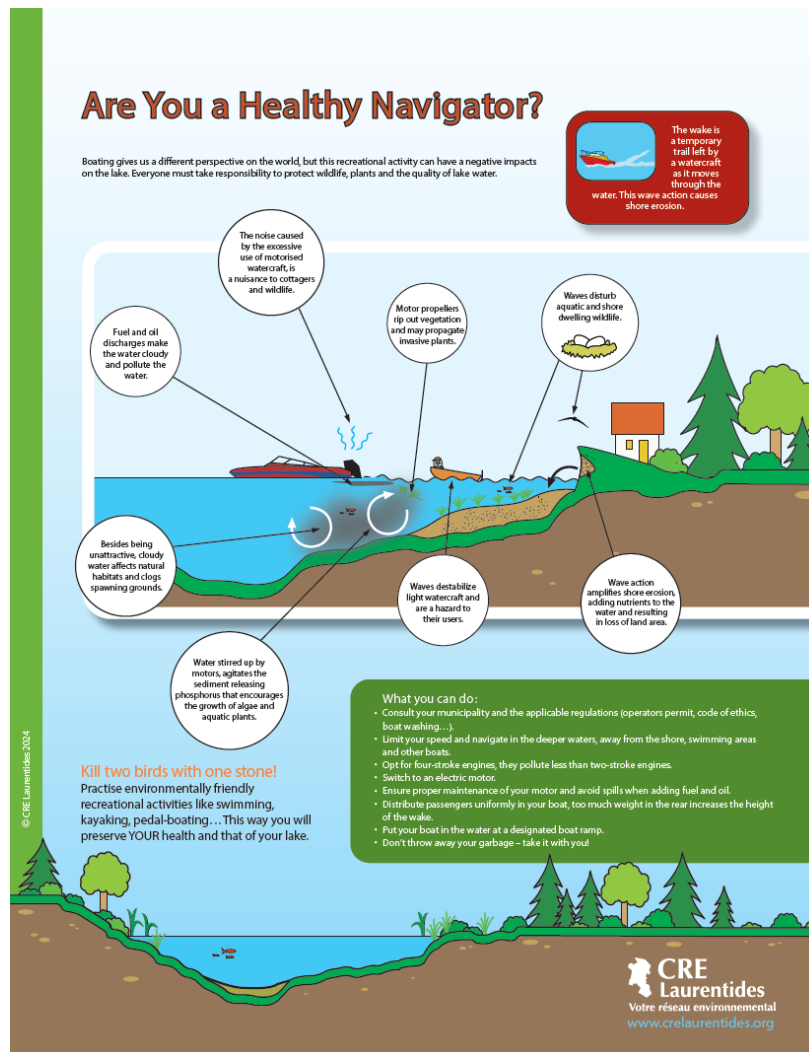 Are You a Healthy Navigator?
Boating gives us a different perspective on the world, but this recreational activity can have a negative impacts
on the lake. Everyone must take responsibility to protect wildlife, plants and the quality of lake water.
The wake is
a temporary
trail left by
a watercraft
as it moves
through the
water. This wave action causes
shore erosion.
The noise caused
by the excessive
use of motorised
watercraft, is
a nuisance to cottagers
and wildlife.
Fuel and oil
discharges make
the water cloudy
and pollute the
water.
Motor propellers
rip out vegetation
and may propagate
invasive plants.
Waves disturb
aquatic and shore
dwelling wildlife.
Besides being
unattractive, cloudy
water affects natural
habitats and clogs
spawning grounds.
Water stirred up by
motors, agitates the
sediment releasing
phosphorus that encourages
the growth of algae and
aquatic plants.
Waves destabilize
light watercraft and
are a hazard to
their users.
Wave action
amplifies shore erosion,
adding nutrients to the
water and resulting
in loss of land area.
What you can do:
• Consult your municipality and the applicable regulations (operators permit, code of ethics,
boat washing…).
• Limit your speed and navigate in the deeper waters, away from the shore, swimming areas
and other boats.
• Opt for four-stroke engines, they pollute less than two-stroke engines.
• Switch to an electric motor.
• Ensure proper maintenance of your motor and avoid spills when adding fuel and oil.
• Distribute passengers uniformly in your boat, too much weight in the rear increases the height
of the wake.
• Put your boat in the water at a designated boat ramp.
• Don't throw away your garbage – take it with you!
Kill two birds with one stone!
Practise environmentally friendly
recreational activities like swimming,
kayaking, pedal-boating… This way you will
preserve YOUR health and that of your lake.
© CRE Laurentides 2024
CRE
Laurentides
Votre réseau environnemental
www.crelaurentides.org